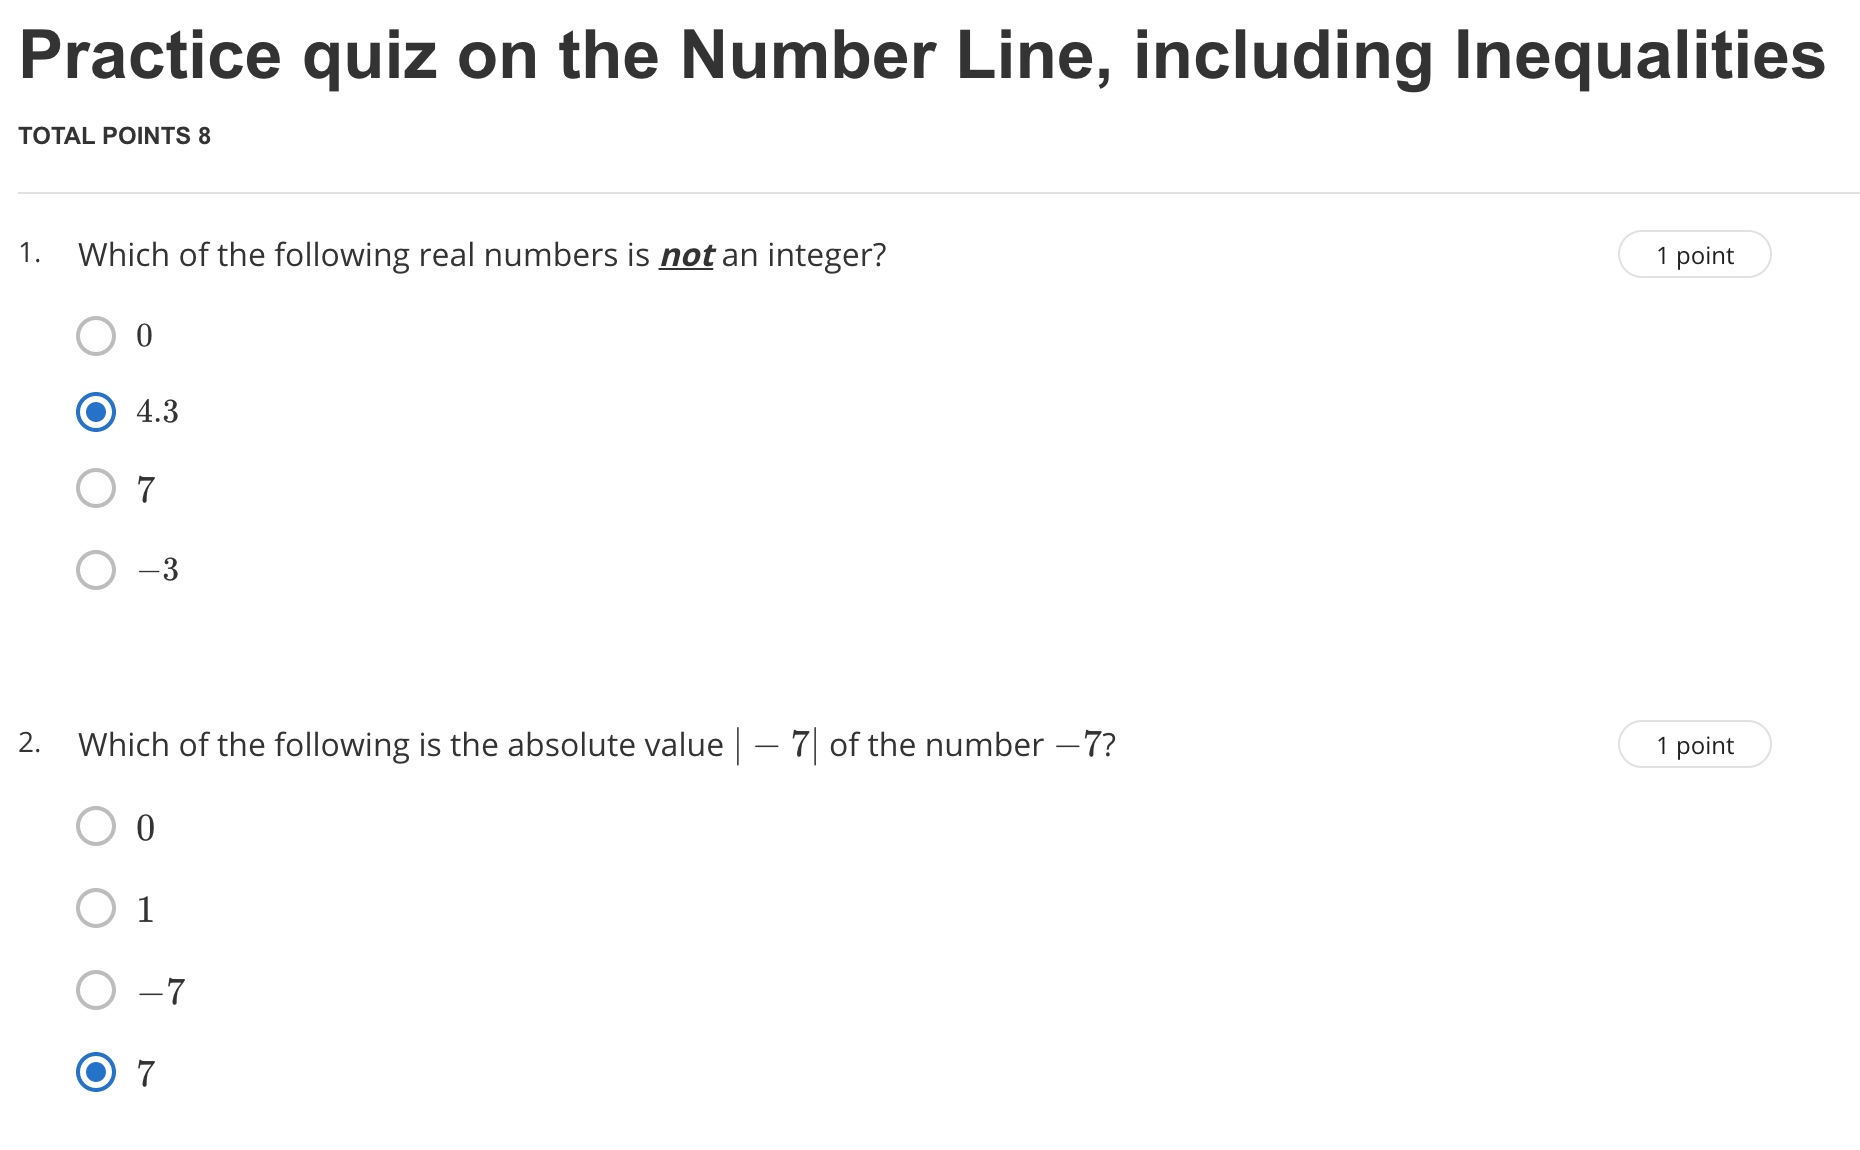 Practice quiz on the Number Line, including Inequalities
TOTAL POINTS 8
1. Which of the following real numbers is not an integer? 1 point
0
4.3
7
−3
2. Which of the following is the absolute value | − 7| of the number −7? 1 point
0
1
−7
7